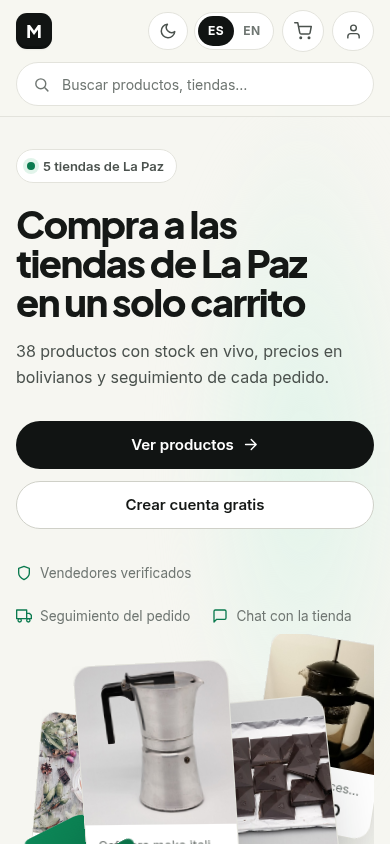 M
ES EN
Buscar productos, tiendas...
5 tiendas de La Paz
Compra a las
tiendas de La Paz
en un solo carrito
38 productos con stock en vivo, precios en
bolivianos y seguimiento de cada pedido.
Ver productos
Crear cuenta gratis
Vendedores verificados
Seguimiento del pedido
Chat con la tienda